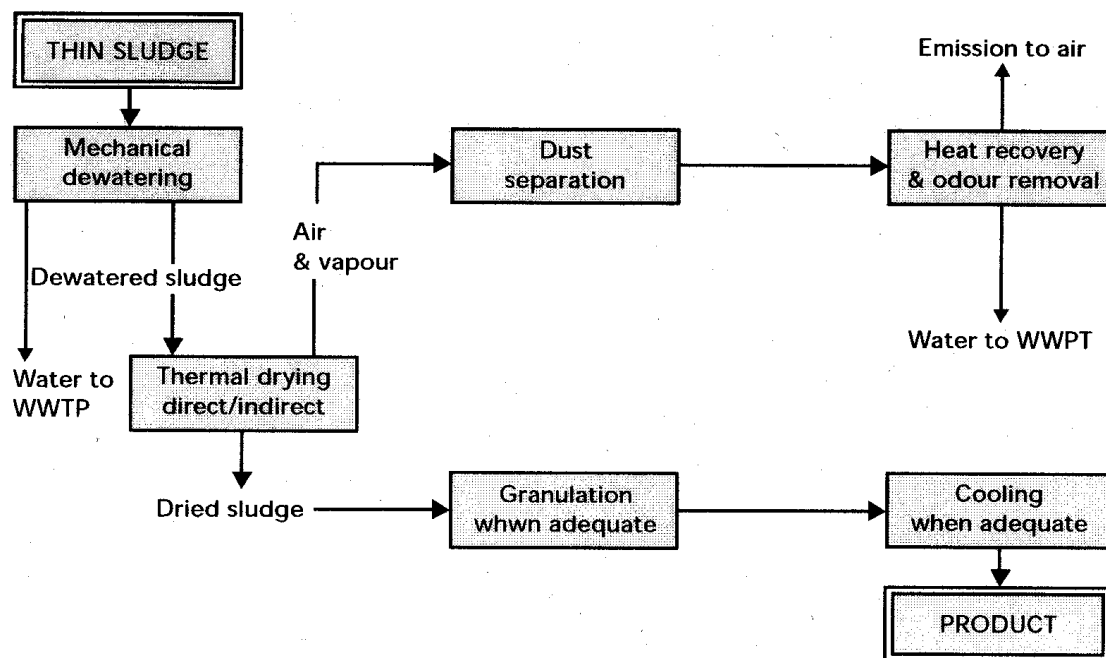 THIN SLUDGE
Mechanical
dewatering
Dewatered sludge
Water to
WWTP
Thermal drying
direct/indirect
Air
& vapour
Dust
separation
Heat recovery
& odour removal
Emission to air
Water to WWPT
Dried sludge
Granulation
whwn adequate
Cooling
when adequate
PRODUCT